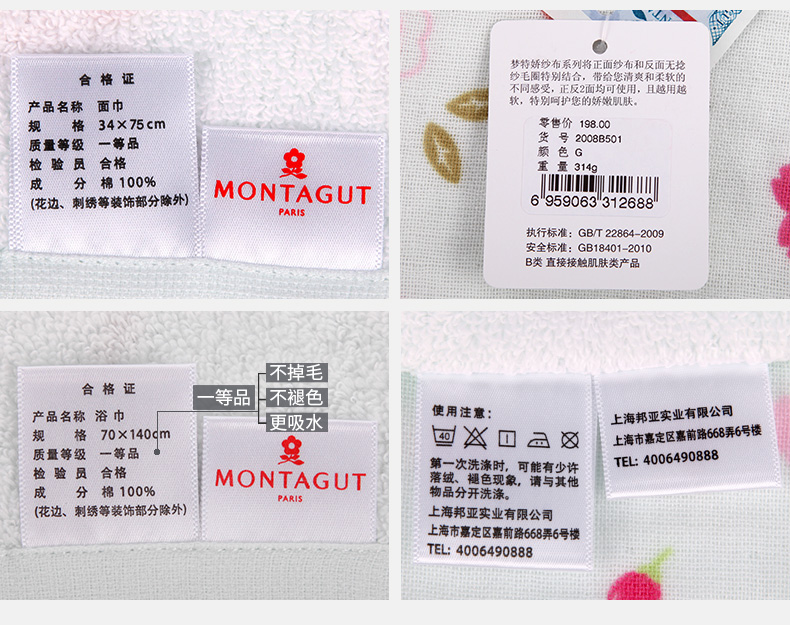 合格证
产品名称 面巾
规 格 34×75cm
质量等级 一等品
检 验 员 合格
成 分 棉 100%
(花边、刺绣等装饰部分除外)
MONTAGUT
PARIS
梦特娇纱布系列将正面纱布和反面无捻
纱毛圈特别结合，带给您清爽和柔软的
不同感受，正反2面均可使用，且越用越
软，特别呵护您的娇嫩肌肤。
零售价 198.00
货 号 2008B501
颜 色 G
重 量 314g
6 959063 312688
执行标准：GB/T 22864-2009
安全标准：GB18401-2010
B类 直接接触肌肤类产品
合格证
产品名称 浴巾
规 格 70×140cm
质量等级 一等品
检 验 员 合格
成 分 棉 100%
(花边、刺绣等装饰部分除外)
一等品
不掉毛
不褪色
更吸水
MONTAGUT
PARIS
使用注意：
40
第一次洗涤时，可能有少许
落绒、褪色现象，请与其他
物品分开洗涤。
上海邦亚实业有限公司
上海市嘉定区嘉前路668弄6号楼
TEL: 4006490888
上海邦亚实业有限公司
上海市嘉定区嘉前路668弄6号楼
TEL: 4006490888